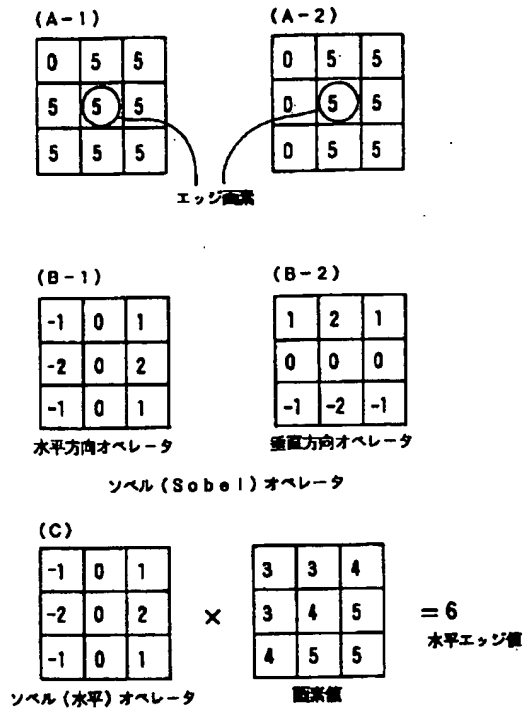 (A-1) (A-2)
0 5 5 0 5 5
5 5 5 0 5 5
5 5 5 0 5 5
エッジ画素
(B-1) (B-2)
-1 0 1 1 2 1
-2 0 2 0 0 0
-1 0 1 -1 -2 -1
水平方向オペレータ 垂直方向オペレータ
ソベル(Sobel)オペレータ
(C)
-1 0 1 3 3 4
-2 0 2 × 3 4 5 =6
-1 0 1 4 5 5
水平エッジ値
ソベル(水平)オペレータ 画素値